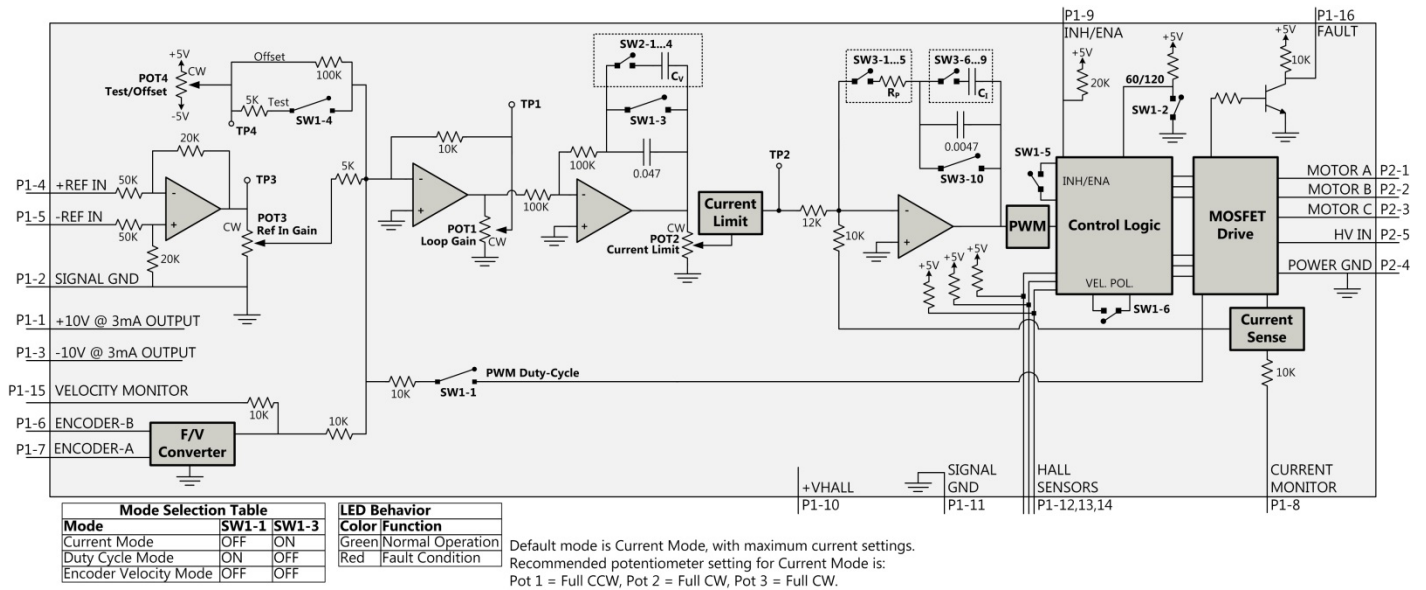 P1-9
INH/ENA
P1-16
FAULT
+5V
POT4
Test/Offset
CW
-5V
Offset
100K
5K
Test
TP4
SW1-4
SW2-1...4
CV
SW1-3
100K
0.047
SW3-1...5
RP
SW3-6...9
CI
0.0047
SW3-10
+5V
20K
60/120
+5V
SW1-2
+5V
10K
TP1
10K
20K
TP3
5K
P1-4 +REF IN
50K
P1-5 -REF IN
50K
20K
CW
POT3
Ref In Gain
-
+
-
+
POT1
Loop Gain
CW
100K
-
+
CW
POT2
Current Limit
Current
Limit
TP2
12K
10K
-
+
SW1-5
INH/ENA
PWM
Control Logic
VEL. POL.
SW1-6
MOSFET
Drive
MOTOR A P2-1
MOTOR B P2-2
MOTOR C P2-3
HV IN P2-5
POWER GND P2-4
+5V
+5V
+5V
Current
Sense
10K
P1-2 SIGNAL GND
P1-1 +10V @ 3mA OUTPUT
P1-3 -10V @ 3mA OUTPUT
P1-15 VELOCITY MONITOR
10K
P1-6 ENCODER-B
P1-7 ENCODER-A
F/V
Converter
10K
10K
SW1-1
PWM Duty-Cycle
+VHALL
P1-10
SIGNAL
GND
P1-11
HALL
SENSORS
P1-12,13,14
CURRENT
MONITOR
P1-8
Mode Selection Table
Mode SW1-1 SW1-3
Current Mode OFF ON
Duty Cycle Mode ON OFF
Encoder Velocity Mode OFF OFF
LED Behavior
Color Function
Green Normal Operation
Red Fault Condition
Default mode is Current Mode, with maximum current settings.
Recommended potentiometer setting for Current Mode is:
Pot 1 = Full CCW, Pot 2 = Full CW, Pot 3 = Full CW.